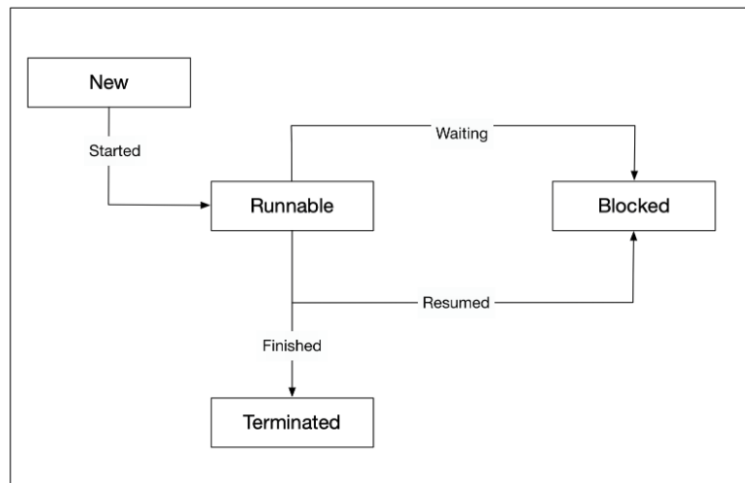 New
Started
Waiting
Runnable
Blocked
Resumed
Finished
Terminated